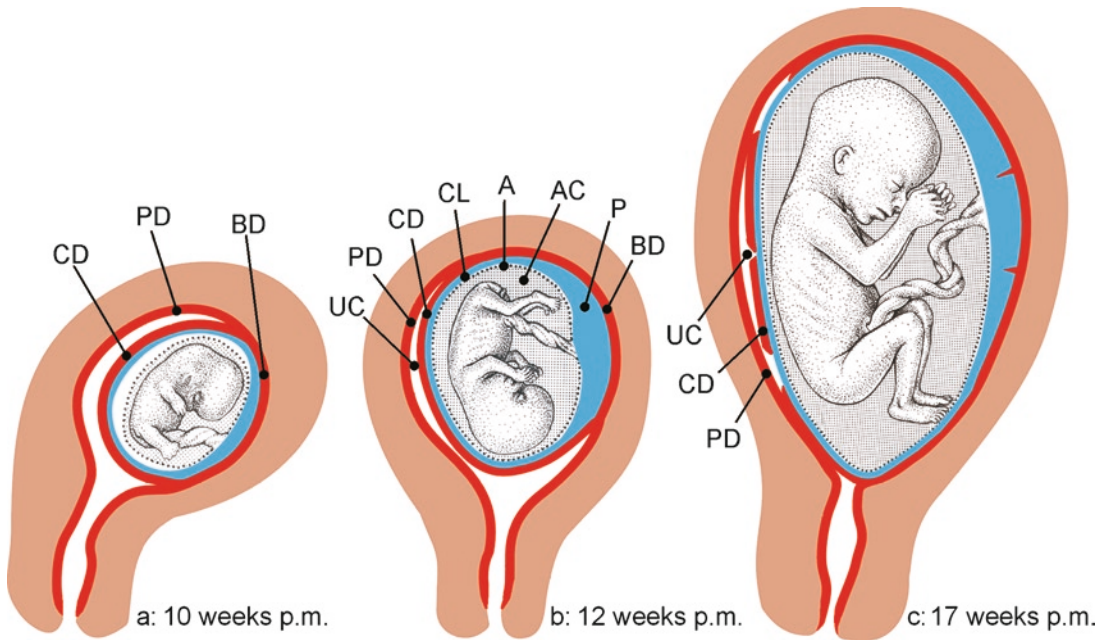 CD
PD
BD
a: 10 weeks p.m.
UC
PD
CD
CL
A
AC
P
BD
b: 12 weeks p.m.
UC
CD
PD
c: 17 weeks p.m.